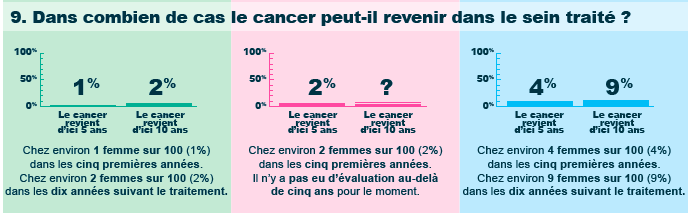 9. Dans combien de cas le cancer peut-il revenir dans le sein traité ?
100%
50%
0%
1%
2%
Le cancer revient d'ici 5 ans
Le cancer revient d'ici 10 ans
Chez environ 1 femme sur 100 (1%)
dans les cinq premières années.
Chez environ 2 femmes sur 100 (2%)
dans les dix années suivant le traitement.
100%
50%
0%
2%
?
Le cancer revient d'ici 5 ans
Le cancer revient d'ici 10 ans
Chez environ 2 femmes sur 100 (2%)
dans les cinq premières années.
Il n'y a pas eu d'évaluation au-delà
de cinq ans pour le moment.
100%
50%
0%
4%
9%
Le cancer revient d'ici 5 ans
Le cancer revient d'ici 10 ans
Chez environ 4 femmes sur 100 (4%)
dans les cinq premières années.
Chez environ 9 femmes sur 100 (9%)
dans les dix années suivant le traitement.